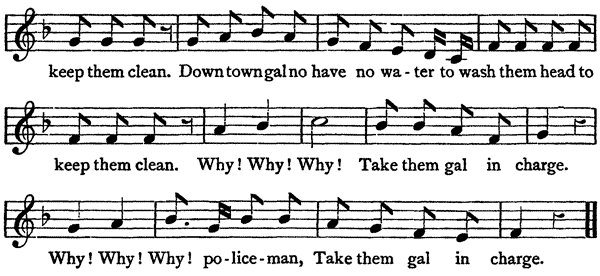 keep them clean. Down town gal no have no wa - ter to wash them head to
keep them clean. Why! Why! Why! Take them gal in charge.
Why! Why! Why! po - lice - man, Take them gal in charge.